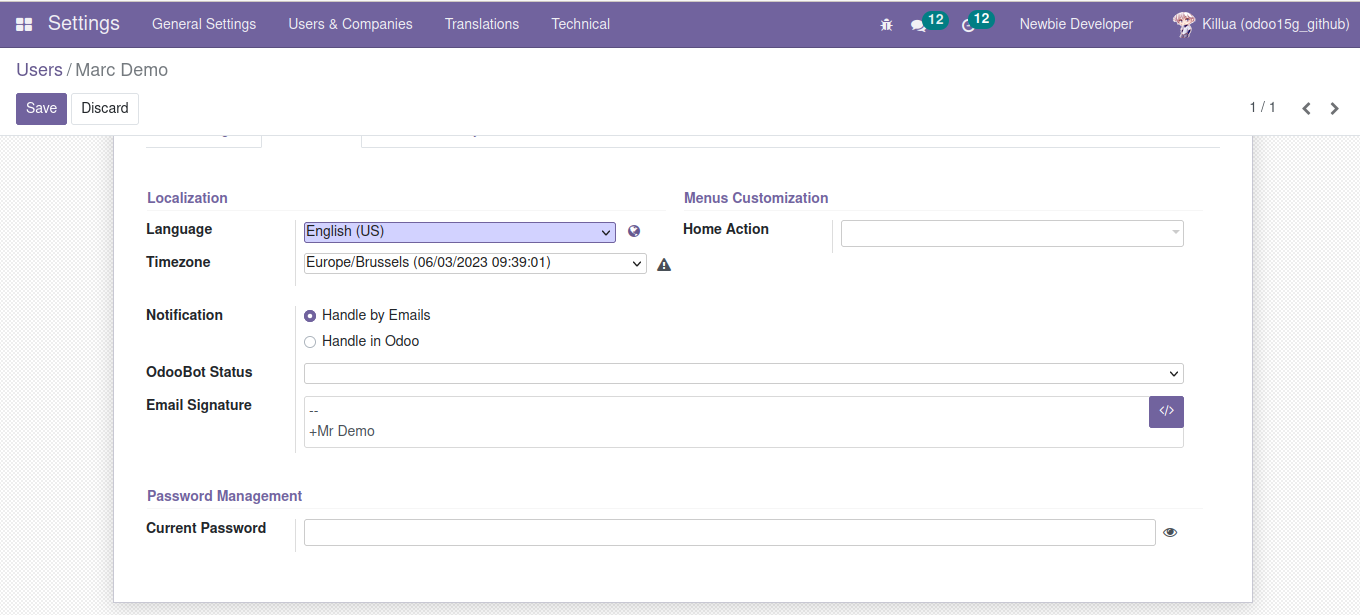 Settings General Settings Users & Companies Translations Technical 12 12 Newbie Developer Killua (odoo15g_github)
Users / Marc Demo
Save Discard 1 / 1
Localization Menus Customization
Language English (US) Home Action
Timezone Europe/Brussels (06/03/2023 09:39:01)
Notification Handle by Emails
Handle in Odoo
OdooBot Status
Email Signature -- </>
+Mr Demo
Password Management
Current Password